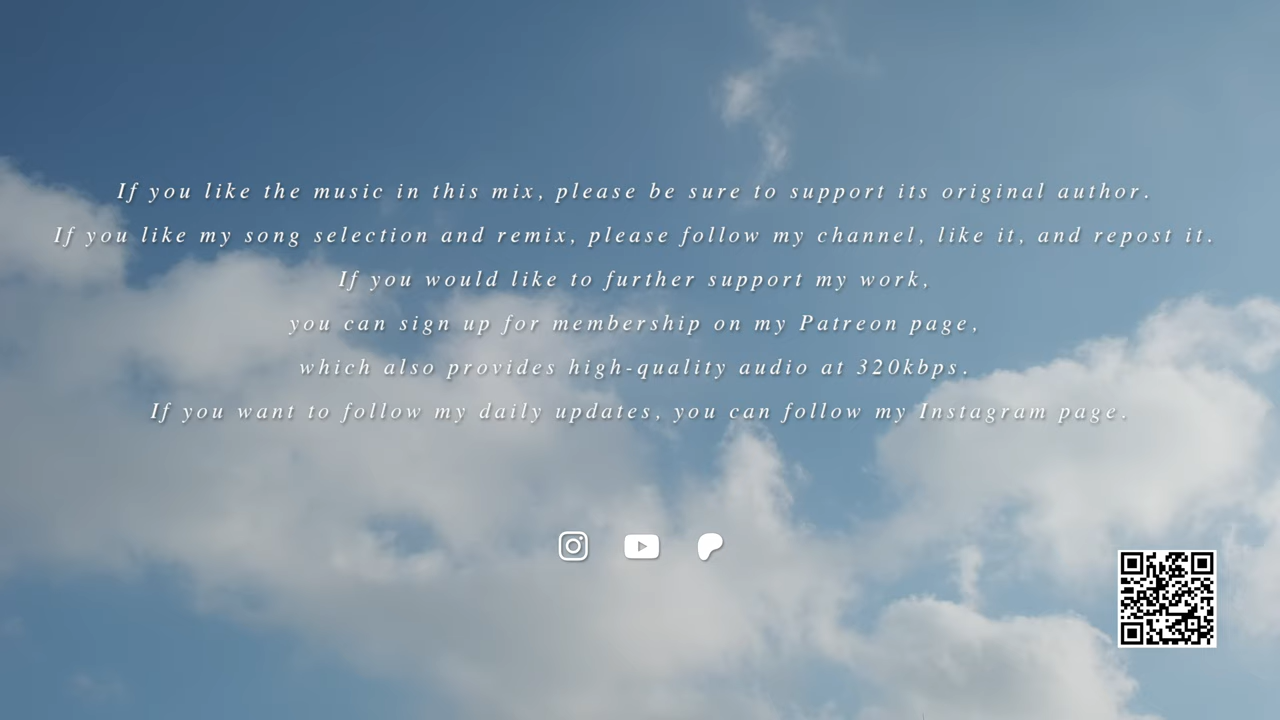 If you like the music in this mix, please be sure to support its original author.
If you like my song selection and remix, please follow my channel, like it, and repost it.
If you would like to further support my work,
you can sign up for membership on my Patreon page,
which also provides high-quality audio at 320kbps.
If you want to follow my daily updates, you can follow my Instagram page.